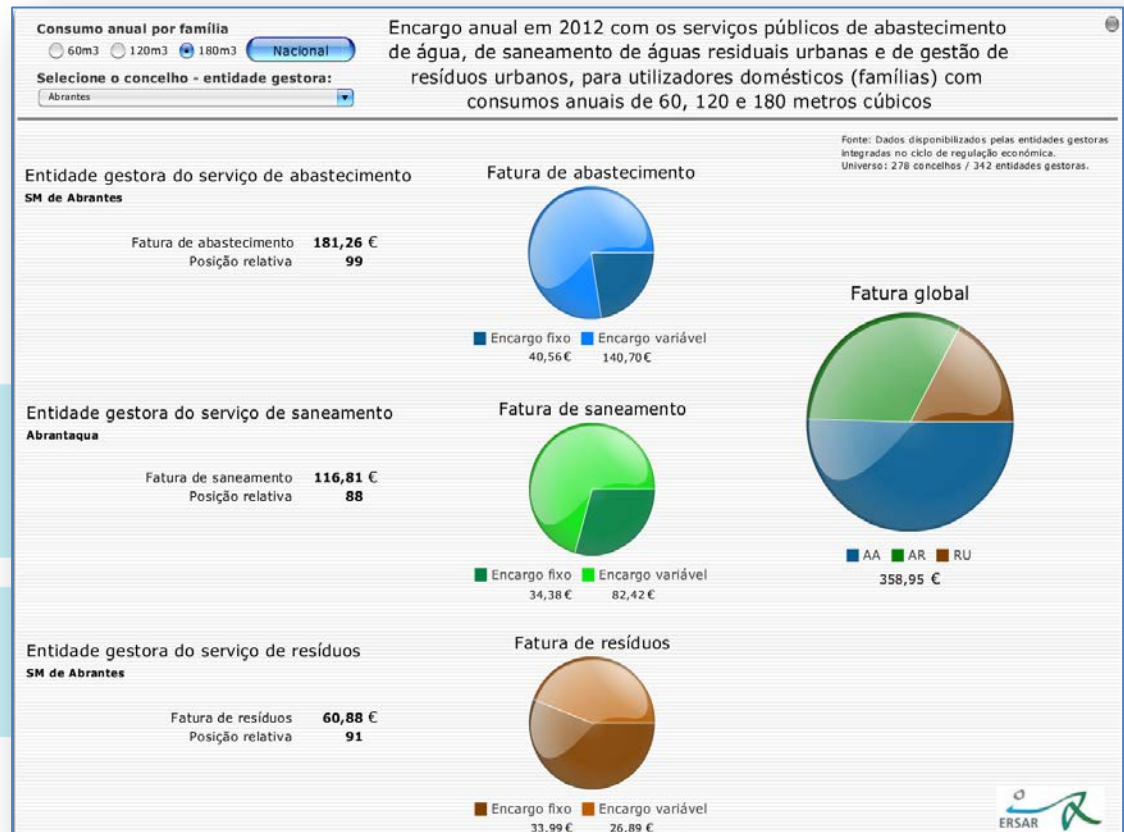 Consumo anual por família
60m3 120m3 180m3 Nacional
Selecione o concelho - entidade gestora:
Abrantes
Encargo anual em 2012 com os serviços públicos de abastecimento
de água, de saneamento de águas residuais urbanas e de gestão de
resíduos urbanos, para utilizadores domésticos (famílias) com
consumos anuais de 60, 120 e 180 metros cúbicos
Fonte: Dados disponibilizados pelas entidades gestoras
integradas no ciclo de regulação económica.
Universo: 278 concelhos / 342 entidades gestoras.
Entidade gestora do serviço de abastecimento
SM de Abrantes
Fatura de abastecimento 181,26 €
Posição relativa 99
Fatura de abastecimento
Encargo fixo Encargo variável
40,56€ 140,70€
Entidade gestora do serviço de saneamento
Abrantaqua
Fatura de saneamento 116,81 €
Posição relativa 88
Fatura de saneamento
Encargo fixo Encargo variável
34,38€ 82,42€
Fatura global
AA AR RU
358,95 €
Entidade gestora do serviço de resíduos
SM de Abrantes
Fatura de resíduos 60,88 €
Posição relativa 91
Fatura de resíduos
Encargo fixo Encargo variável
33,99€ 26,89€
ERSAR